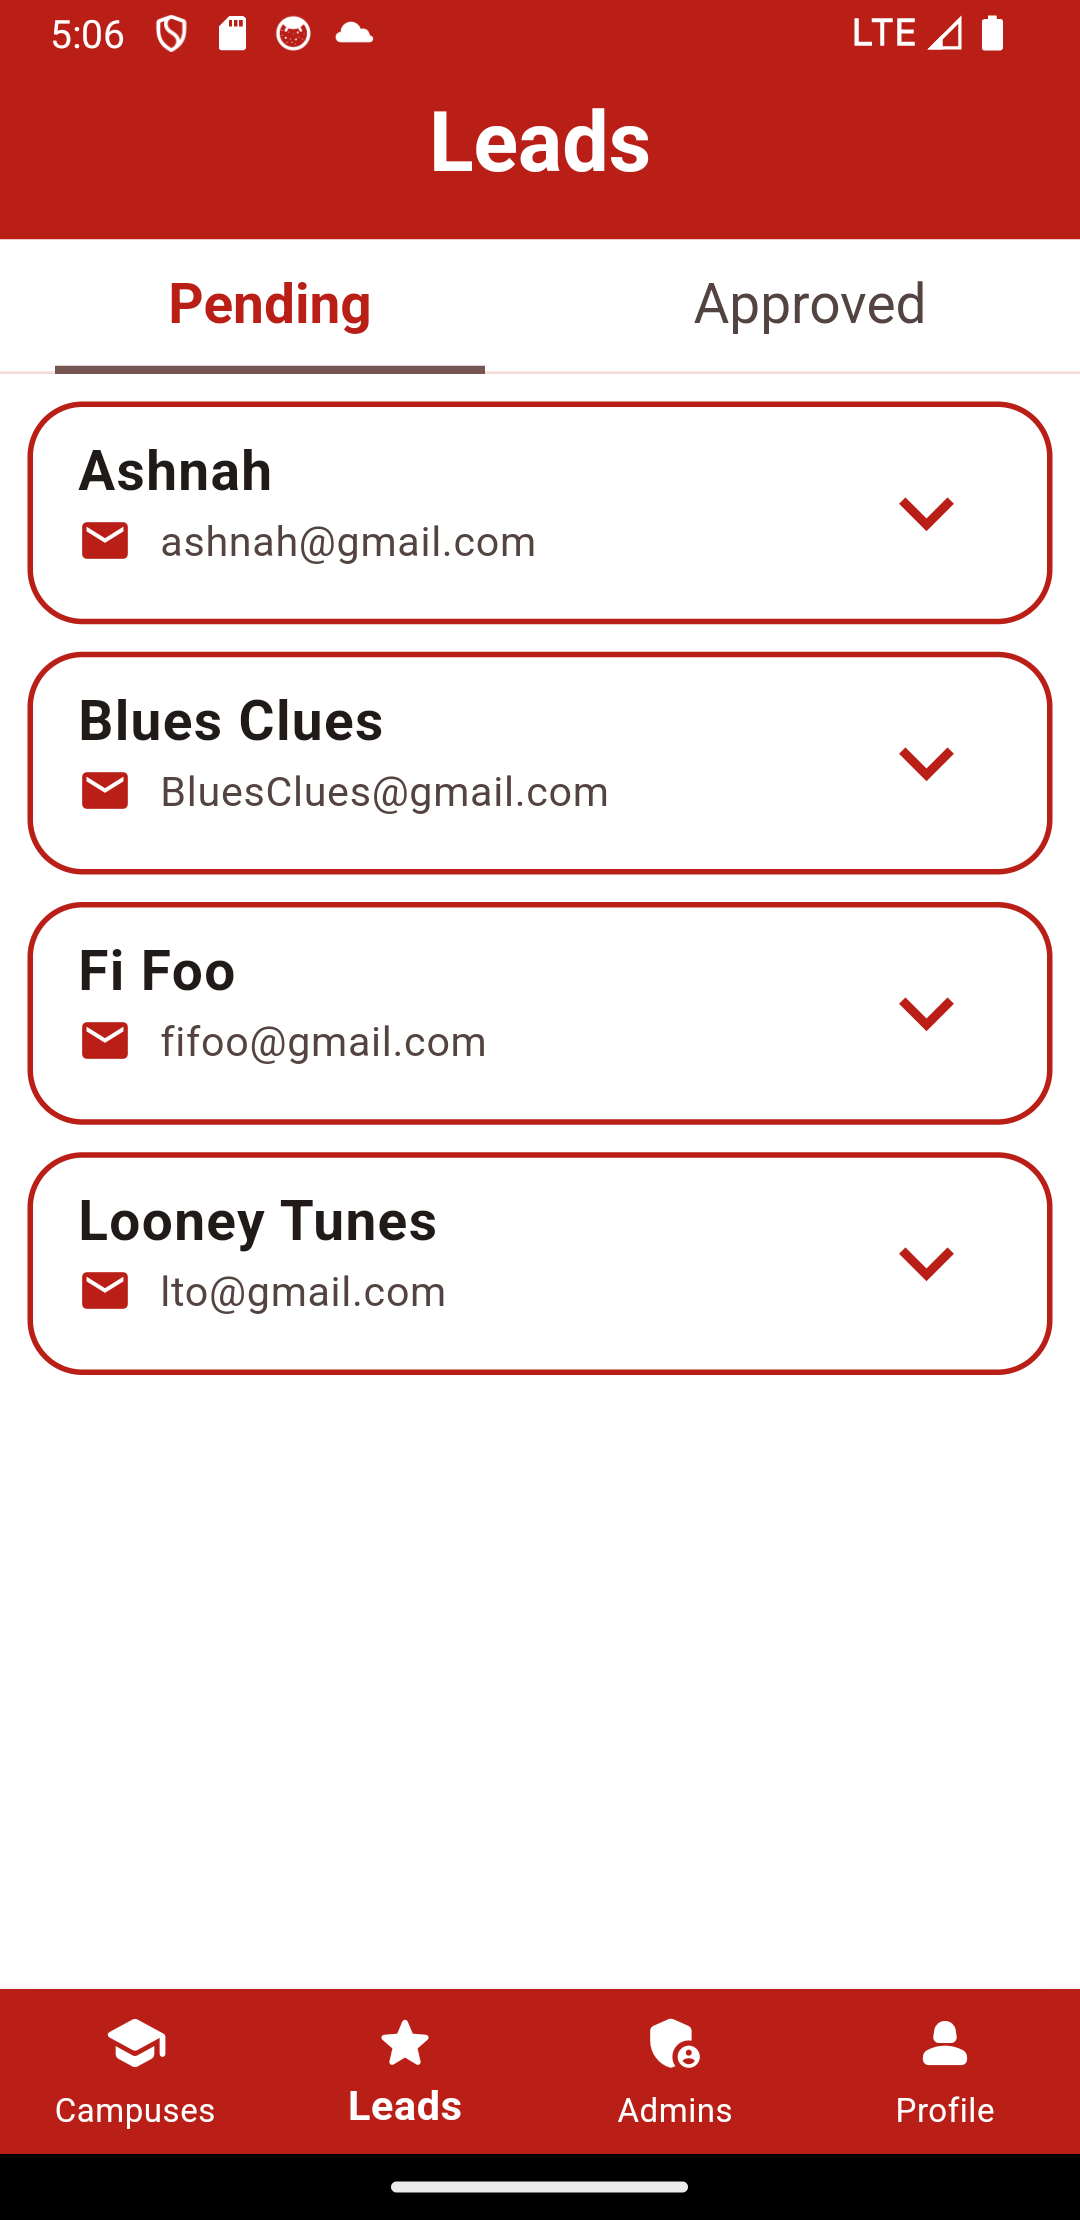 5:06 LTE
Leads
Pending Approved
Ashnah
ashnah@gmail.com
Blues Clues
BluesClues@gmail.com
Fi Foo
fifoo@gmail.com
Looney Tunes
lto@gmail.com
Campuses Leads Admins Profile